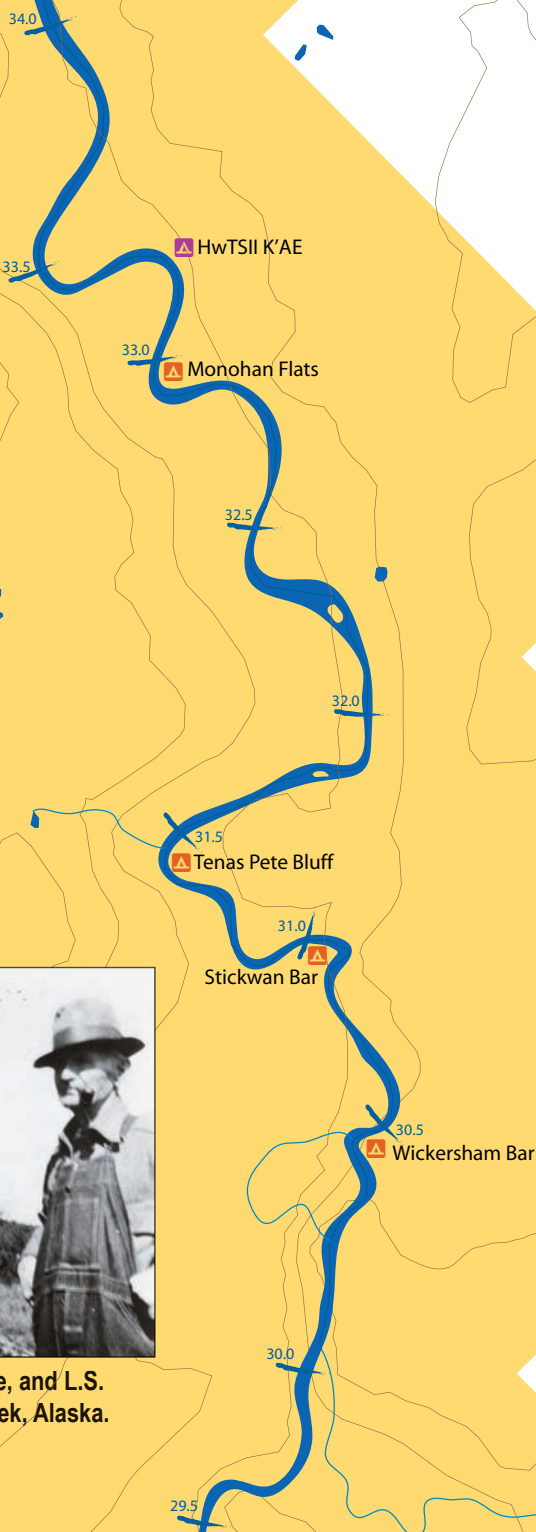 34.0
HwTSII K'AE
33.5
33.0
Monohan Flats
32.5
32.0
31.5
Tenas Pete Bluff
31.0
Stickwan Bar
30.5
Wickersham Bar
30.0
e, and L.S.
ek, Alaska.
29.5